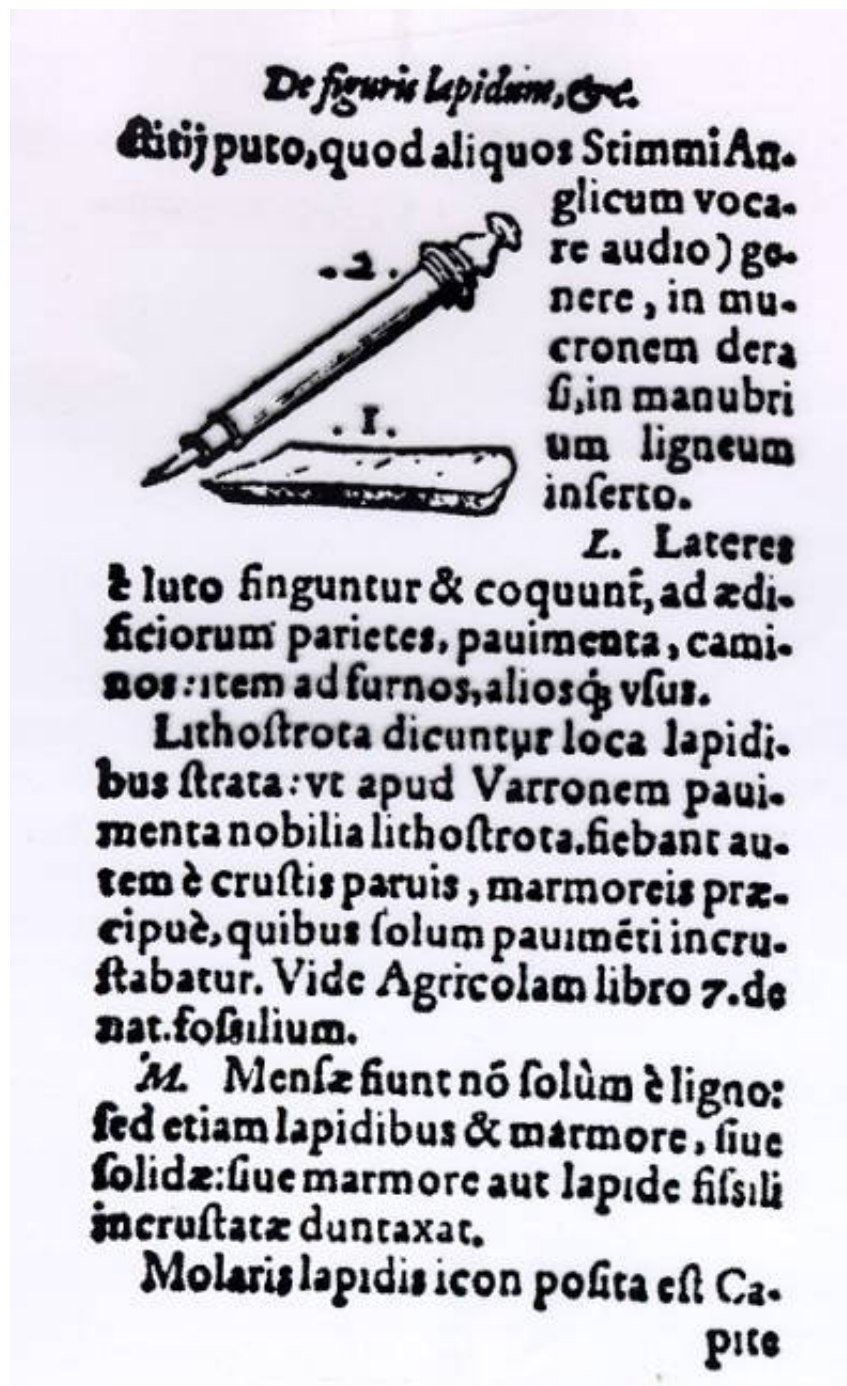 De figuris lapidum, &c.
ctitij puto, quod aliquos Stimmi An-
glicum voca-
re audio) ge-
.2.
nere, in mu-
cronem dera
si, in manubri
.1.
um ligneum
inserto.
L. Lateres
è luto finguntur & coquunt̃, ad ædi-
ficiorum parietes, pauimenta, cami-
nos: item ad furnos, aliosq́; vſus.
Lithoſtrota dicuntur loca lapidi-
bus ſtrata: vt apud Varronem paui-
menta nobilia lithoſtrota. fiebant au-
tem è cruſtis paruis, marmoreis præ-
cipuè, quibus ſolum pauimẽti incru-
ſtabatur. Vide Agricolam libro 7. de
nat. foſsilium.
M. Menſæ fiunt nõ ſolùm è ligno:
ſed etiam lapidibus & marmore, ſiue
ſolidæ: ſiue marmore aut lapide fiſsili
incruſtatæ duntaxat.
Molaris lapidis icon poſita eſt Ca-
pite